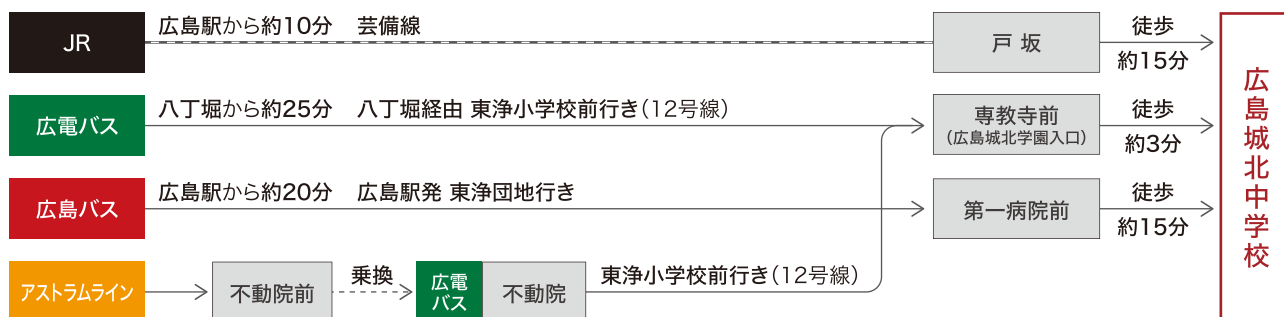 JR
広島駅から約10分 芸備線
戸坂
徒歩
約15分
広電バス
八丁堀から約25分 八丁堀経由 東浄小学校前行き(12号線)
専教寺前
(広島城北学園入口)
徒歩
約3分
広島バス
広島駅から約20分 広島駅発 東浄団地行き
第一病院前
徒歩
約15分
アストラムライン
不動院前
乗換
広電
バス
不動院
東浄小学校前行き(12号線)
広島城北中学校